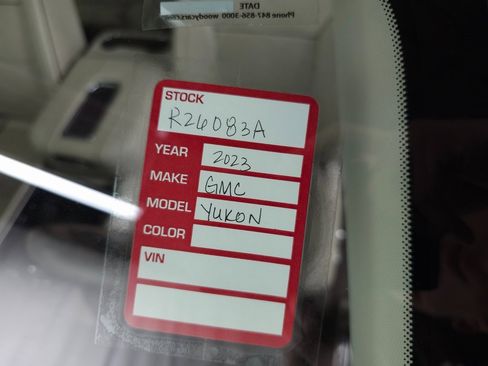 DATE
Phone 847-856-3000 woodycars.com
STOCK
R26083A
YEAR 2023
MAKE GMC
MODEL YUKON
COLOR
VIN